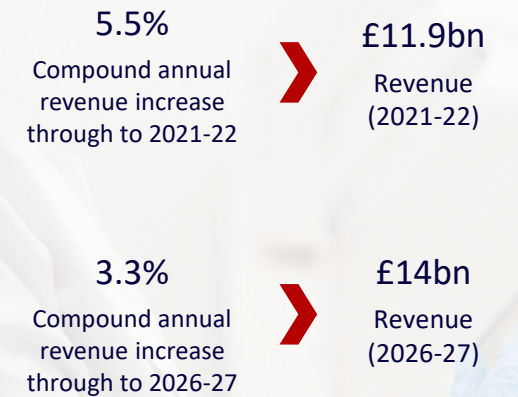 5.5%
Compound annual
revenue increase
through to 2021-22
£11.9bn
Revenue
(2021-22)
3.3%
Compound annual
revenue increase
through to 2026-27
£14bn
Revenue
(2026-27)